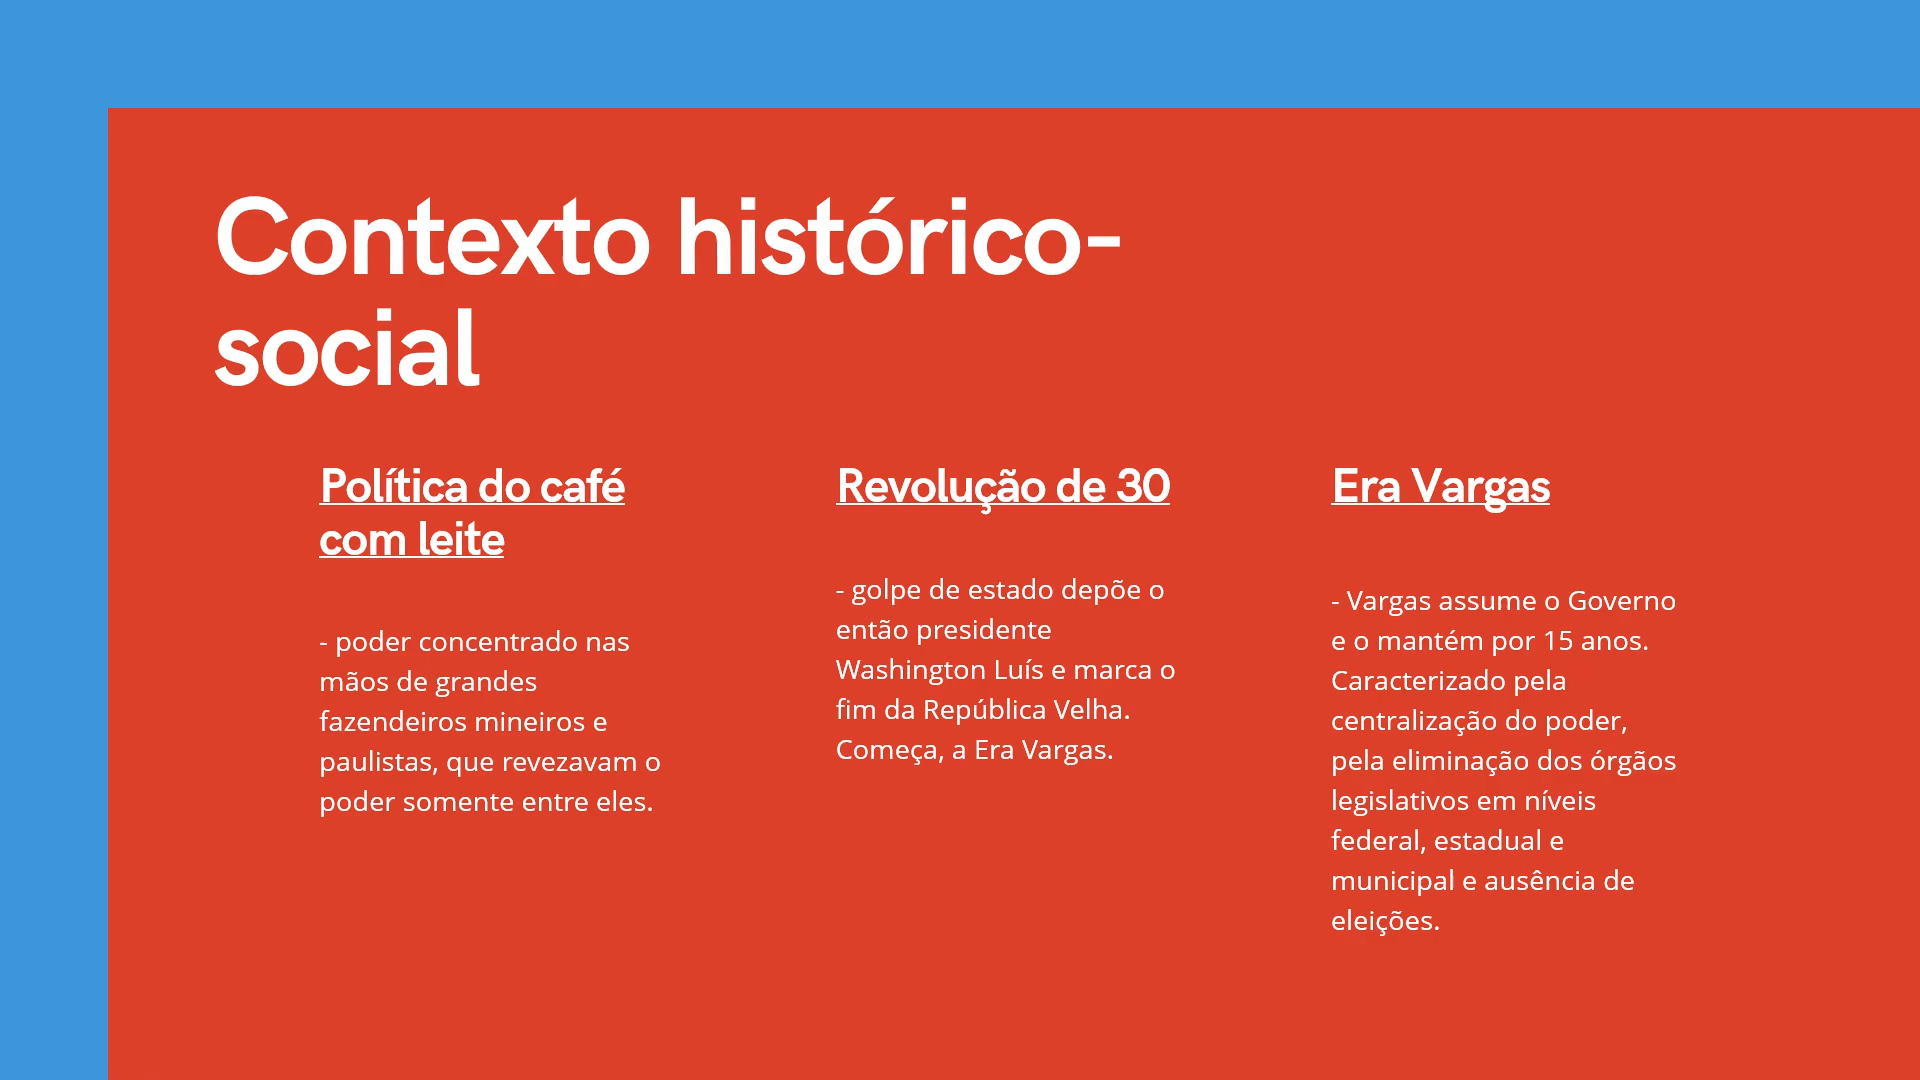 Contexto histórico-
social
Política do café
com leite
- poder concentrado nas
mãos de grandes
fazendeiros mineiros e
paulistas, que revezavam o
poder somente entre eles.
Revolução de 30
- golpe de estado depõe o
então presidente
Washington Luís e marca o
fim da República Velha.
Começa, a Era Vargas.
Era Vargas
- Vargas assume o Governo
e o mantém por 15 anos.
Caracterizado pela
centralização do poder,
pela eliminação dos órgãos
legislativos em níveis
federal, estadual e
municipal e ausência de
eleições.